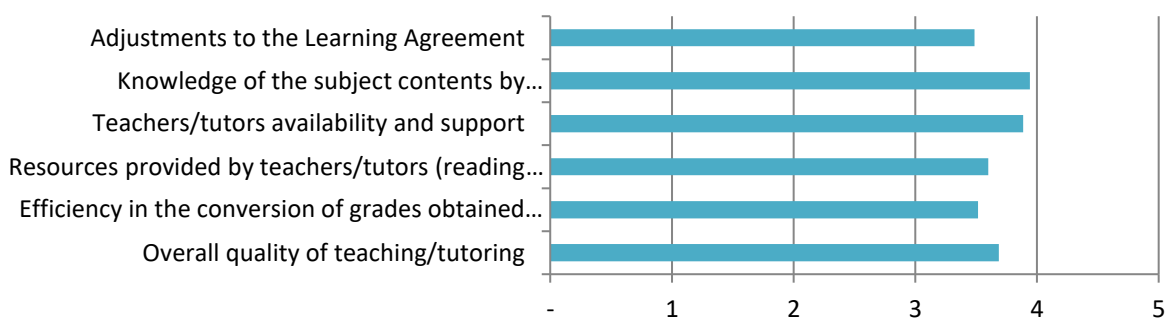 Adjustments to the Learning Agreement
Knowledge of the subject contents by…
Teachers/tutors availability and support
Resources provided by teachers/tutors (reading…
Efficiency in the conversion of grades obtained…
Overall quality of teaching/tutoring
- 1 2 3 4 5